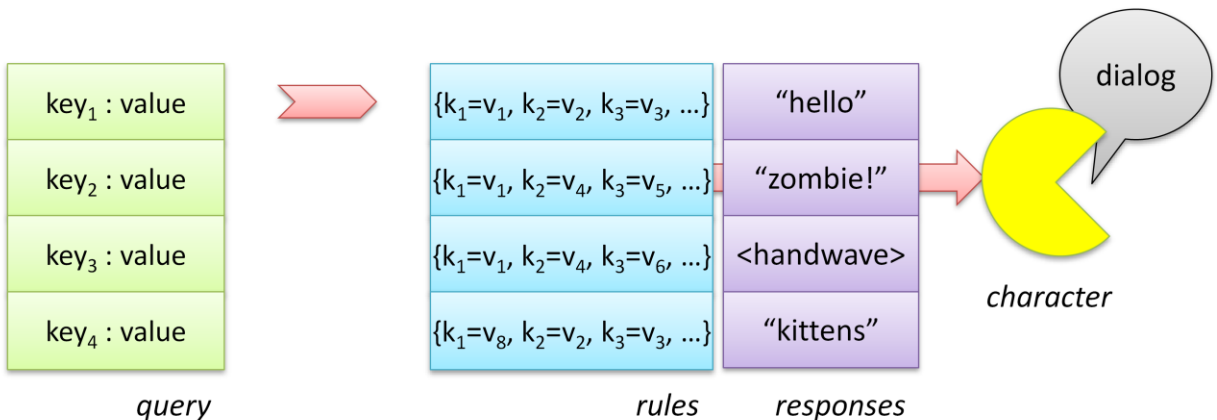 dialog
key₁ : value
{k₁=v₁, k₂=v₂, k₃=v₃, ...}
“hello”
key₂ : value
{k₁=v₁, k₂=v₄, k₃=v₅, ...}
“zombie!”
key₃ : value
{k₁=v₁, k₂=v₄, k₃=v₆, ...}
<handwave>
key₄ : value
{k₁=v₈, k₂=v₂, k₃=v₃, ...}
“kittens”
character
query
rules
responses